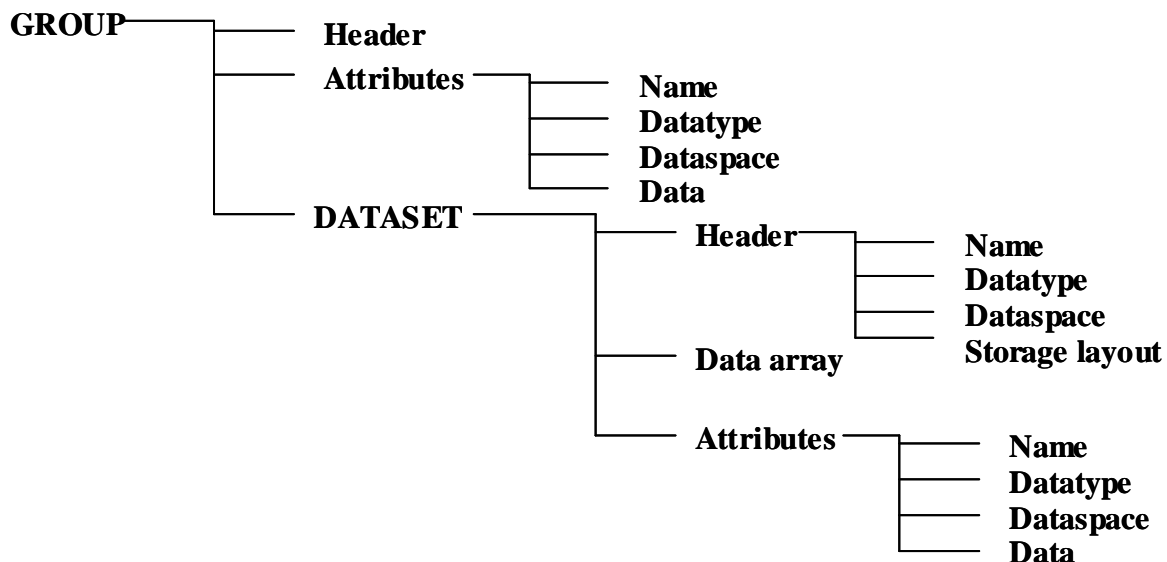 GROUP
Header
Attributes
Name
Datatype
Dataspace
Data
DATASET
Header
Name
Datatype
Dataspace
Storage layout
Data array
Attributes
Name
Datatype
Dataspace
Data